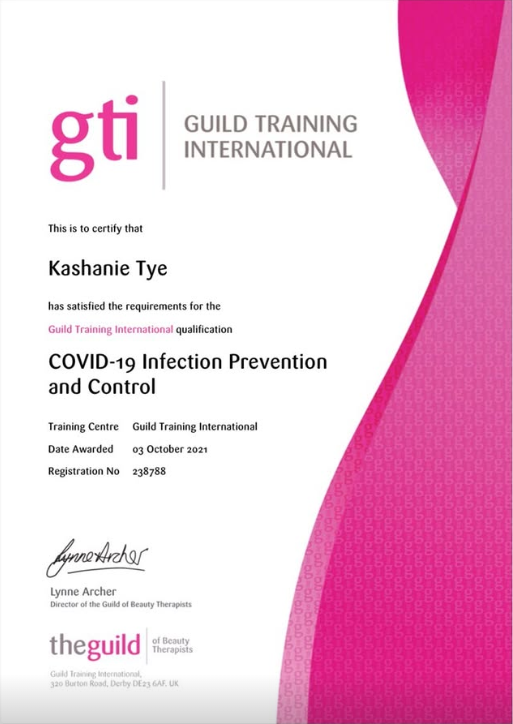 gti
GUILD TRAINING
INTERNATIONAL
This is to certify that
Kashanie Tye
has satisfied the requirements for the
Guild Training International qualification
COVID-19 Infection Prevention
and Control
Training Centre Guild Training International
Date Awarded 03 October 2021
Registration No 238788
Lynne Archer
Lynne Archer
Director of the Guild of Beauty Therapists
theguild
of Beauty
Therapists
Guild Training International,
320 Burton Road, Derby DE23 6AF, UK